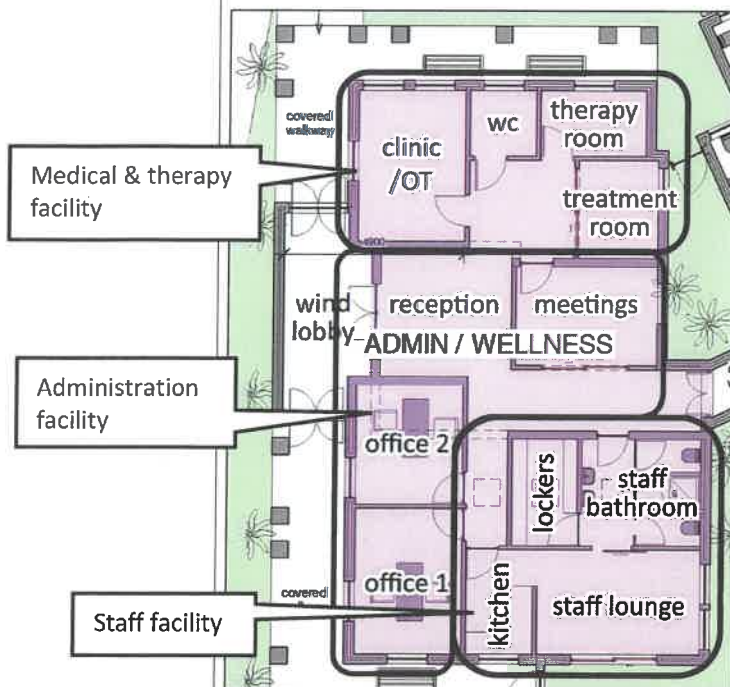 covered
walkway
clinic
/OT
wc
therapy
room
treatment
room
Medical & therapy
facility
wind
lobby
reception
meetings
ADMIN / WELLNESS
Administration
facility
office 2
lockers
staff
bathroom
office 1
covered
kitchen
staff lounge
Staff facility